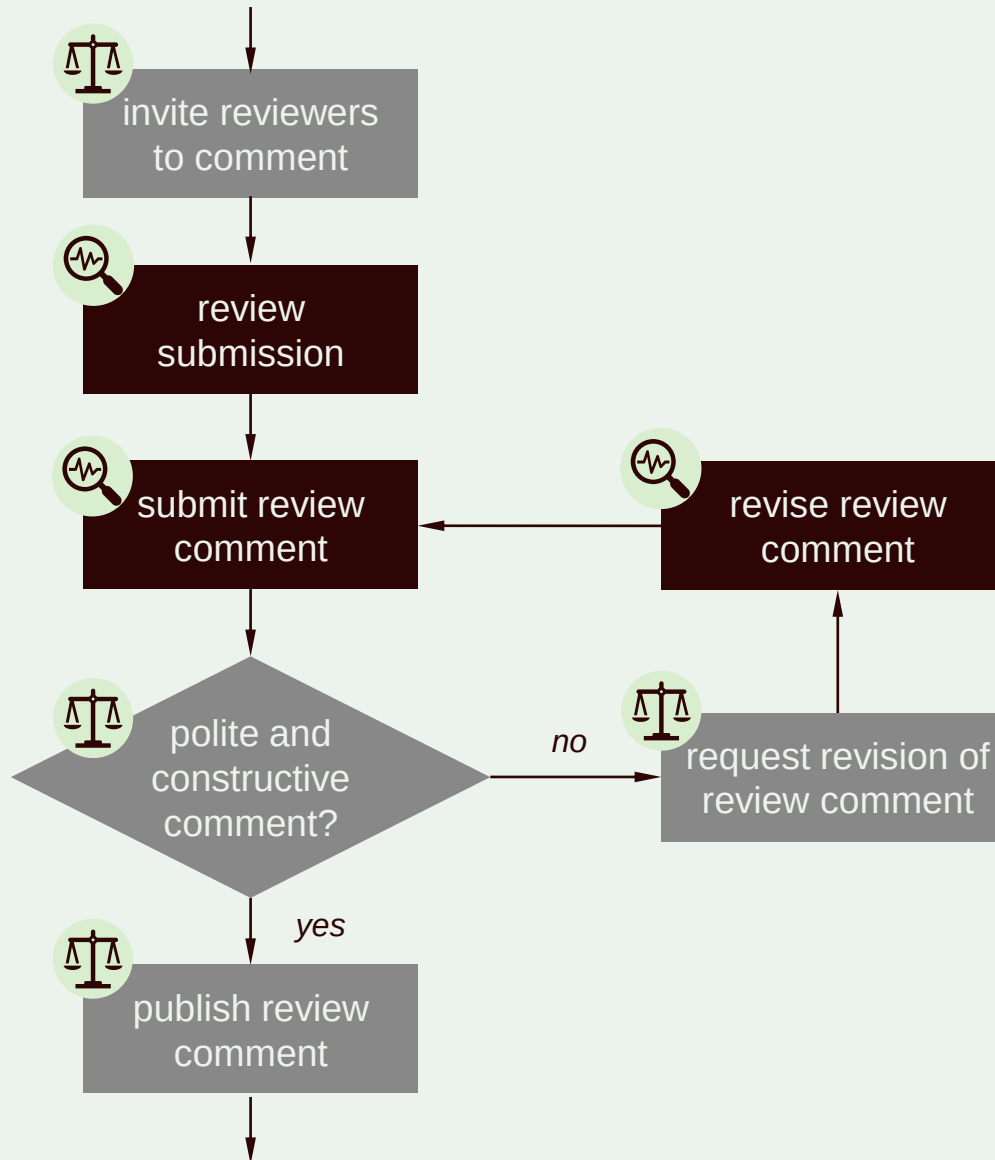 invite reviewers
to comment
review
submission
submit review
comment
revise review
comment
polite and
constructive
comment?
no
request revision of
review comment
yes
publish review
comment